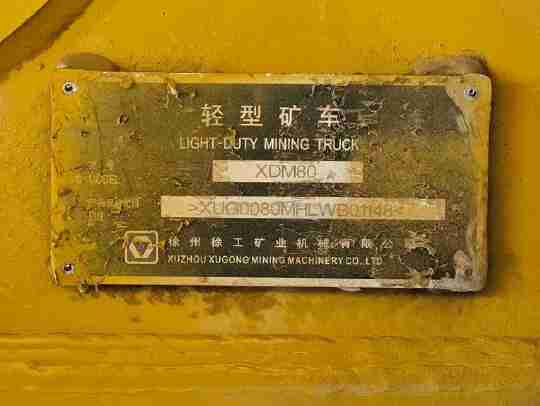 轻型矿车
LIGHT-DUTY MINING TRUCK
XDM80
>XUG0080MHLWB01148<
徐州徐工矿业机械有限公
XUZHOU XUGONG MINING MACHINERY CO., LTD